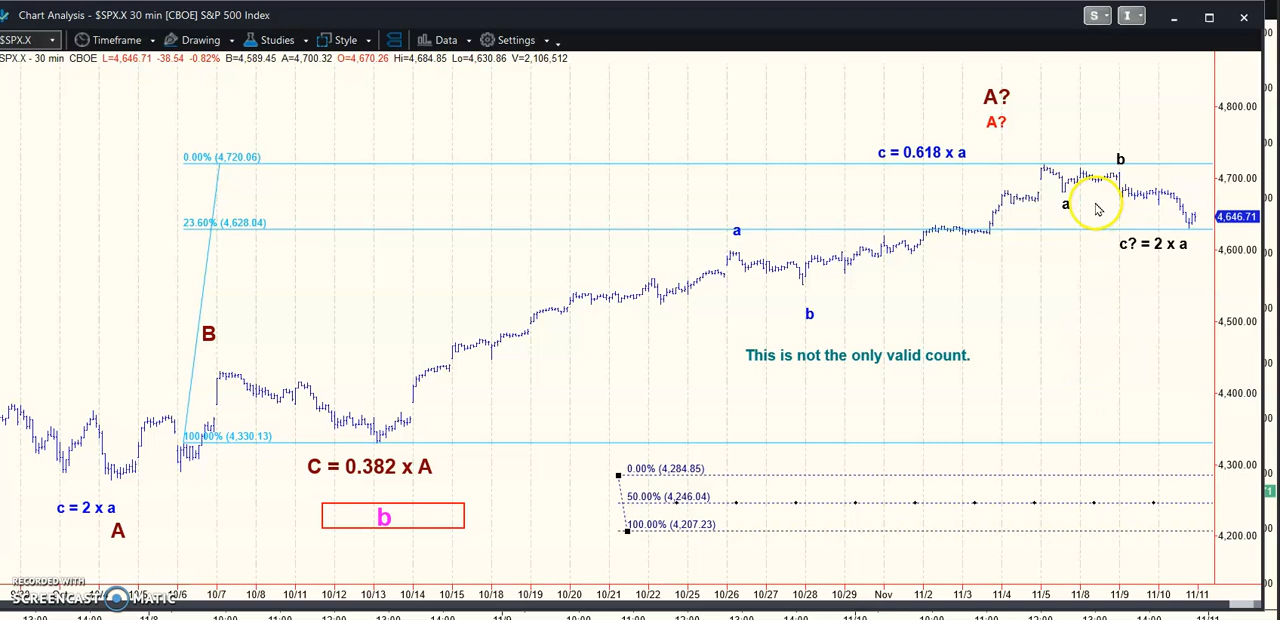 Chart Analysis - $SPX.X 30 min [CBOE] S&P 500 Index
S
I
$SPX.X
Timeframe
Drawing
Studies
Style
Data
Settings
SPX.X - 30 min CBOE L=4,646.71 -38.54 -0.82% B=4,589.45 A=4,700.32 O=4,670.26 Hi=4,684.85 Lo=4,630.86 V=2,106,512
A?
A?
4,800.00
c = 0.618 x a
0.00% (4,720.06)
b
4,700.00
a
4,646.71
23.60% (4,628.04)
a
c? = 2 x a
4,600.00
b
4,500.00
B
This is not the only valid count.
4,400.00
100.00% (4,330.13)
C = 0.382 x A
4,300.00
0.00% (4,284.85)
50.00% (4,246.04)
c = 2 x a
A
b
100.00% (4,207.23)
4,200.00
RECORDED WITH
SCREENCAST MATIC
10/6 10/7 10/8 10/11 10/12 10/13 10/14 10/15 10/18 10/19 10/20 10/21 10/22 10/25 10/26 10/27 10/28 10/29 Nov 11/2 11/3 11/4 11/5 11/8 11/9 11/10 11/11